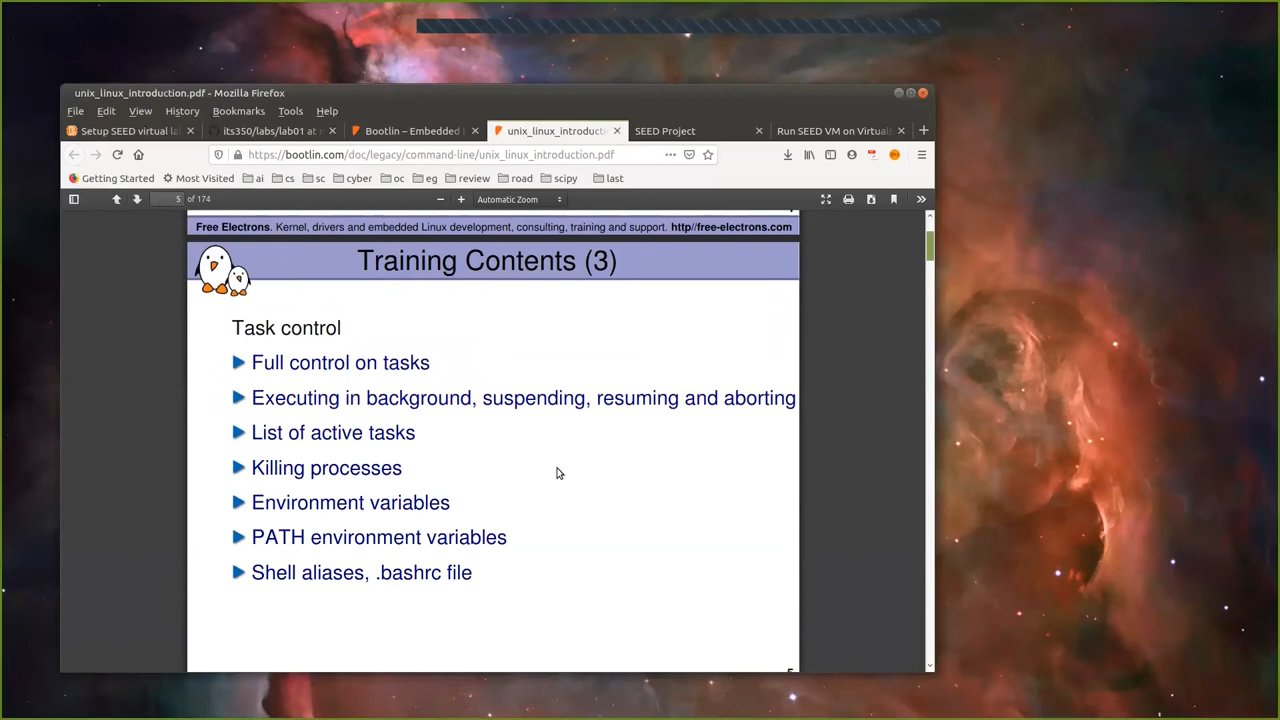 unix_linux_introduction.pdf - Mozilla Firefox
File Edit View History Bookmarks Tools Help
Setup SEED virtual la
its350/labs/lab01 at m
Bootlin – Embedded L
unix_linux_introducti
SEED Project
Run SEED VM on Virtual
https://bootlin.com/doc/legacy/command-line/unix_linux_introduction.pdf
Getting Started Most Visited ai cs sc cyber oc eg review road scipy last
5 of 174 Automatic Zoom
Free Electrons. Kernel, drivers and embedded Linux development, consulting, training and support. http//free-electrons.com
Training Contents (3)
Task control
Full control on tasks
Executing in background, suspending, resuming and aborting
List of active tasks
Killing processes
Environment variables
PATH environment variables
Shell aliases, .bashrc file